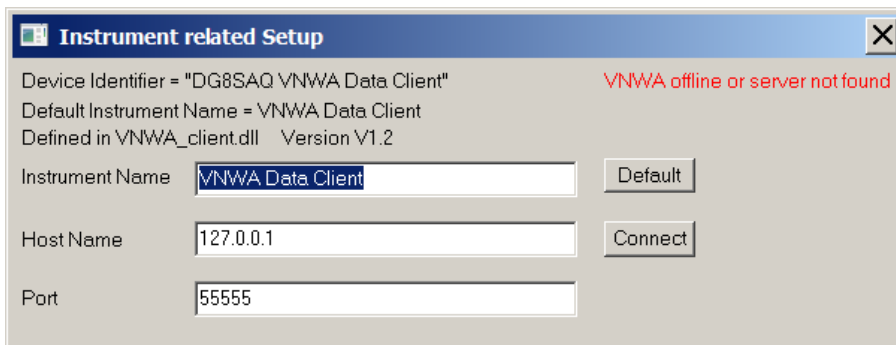 Instrument related Setup
Device Identifier = "DG8SAQ VNWA Data Client" VNWA offline or server not found
Default Instrument Name = VNWA Data Client
Defined in VNWA_client.dll Version V1.2
Instrument Name VNWA Data Client Default
Host Name 127.0.0.1 Connect
Port 55555